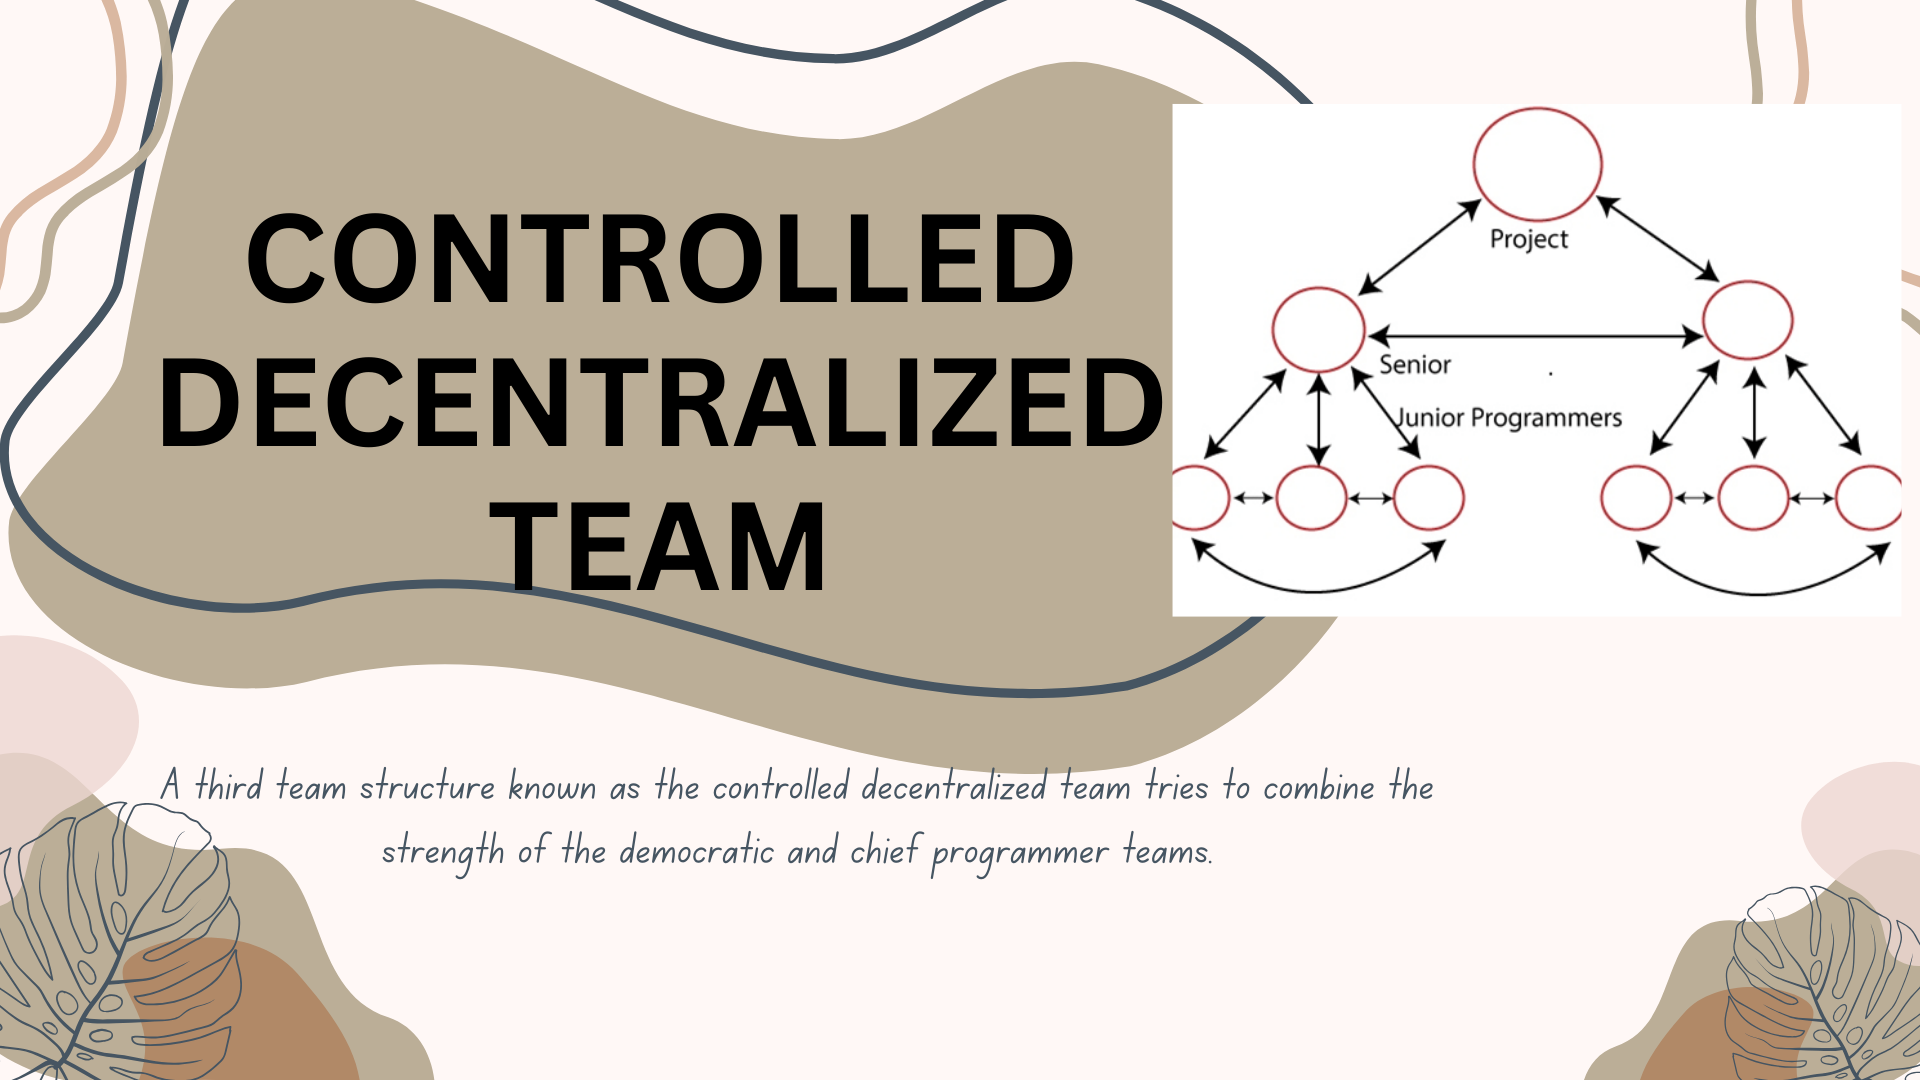 CONTROLLED
DECENTRALIZED
TEAM
Project
Senior
Junior Programmers
A third team structure known as the controlled decentralized team tries to combine the
strength of the democratic and chief programmer teams.